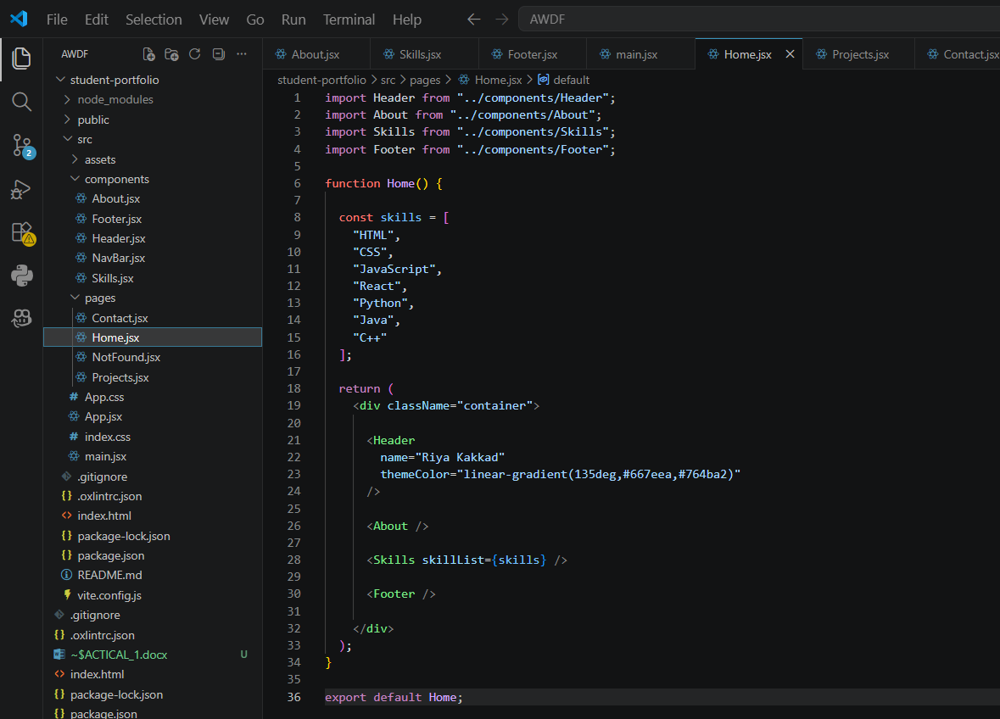 File Edit Selection View Go Run Terminal Help AWDF
AWDF
About.jsx Skills.jsx Footer.jsx main.jsx Home.jsx Projects.jsx Contact.jsx
student-portfolio > src > pages > Home.jsx > default
student-portfolio
node_modules
public
src
assets
components
About.jsx
Footer.jsx
Header.jsx
NavBar.jsx
Skills.jsx
pages
Contact.jsx
Home.jsx
NotFound.jsx
Projects.jsx
App.css
App.jsx
index.css
main.jsx
.gitignore
.oxlintrc.json
index.html
package-lock.json
package.json
README.md
vite.config.js
.gitignore
.oxlintrc.json
~$ACTICAL_1.docx U
index.html
package-lock.json
package.json
2
1 import Header from "../components/Header";
2 import About from "../components/About";
3 import Skills from "../components/Skills";
4 import Footer from "../components/Footer";
5
6 function Home() {
7
8 const skills = [
9 "HTML",
10 "CSS",
11 "JavaScript",
12 "React",
13 "Python",
14 "Java",
15 "C++"
16 ];
17
18 return (
19 <div className="container">
20
21 <Header
22 name="Riya Kakkad"
23 themeColor="linear-gradient(135deg,#667eea,#764ba2)"
24 />
25
26 <About />
27
28 <Skills skillList={skills} />
29
30 <Footer />
31
32 </div>
33 );
34 }
35
36 export default Home;